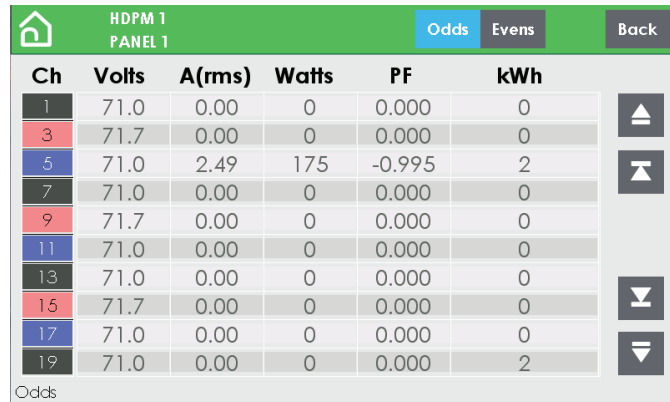 HDPM 1
PANEL 1
Odds Evens Back
Ch Volts A(rms) Watts PF kWh
1 71.0 0.00 0 0.000 0
3 71.7 0.00 0 0.000 0
5 71.0 2.49 175 -0.995 2
7 71.0 0.00 0 0.000 0
9 71.7 0.00 0 0.000 0
11 71.0 0.00 0 0.000 0
13 71.0 0.00 0 0.000 0
15 71.7 0.00 0 0.000 0
17 71.0 0.00 0 0.000 0
19 71.0 0.00 0 0.000 2
Odds